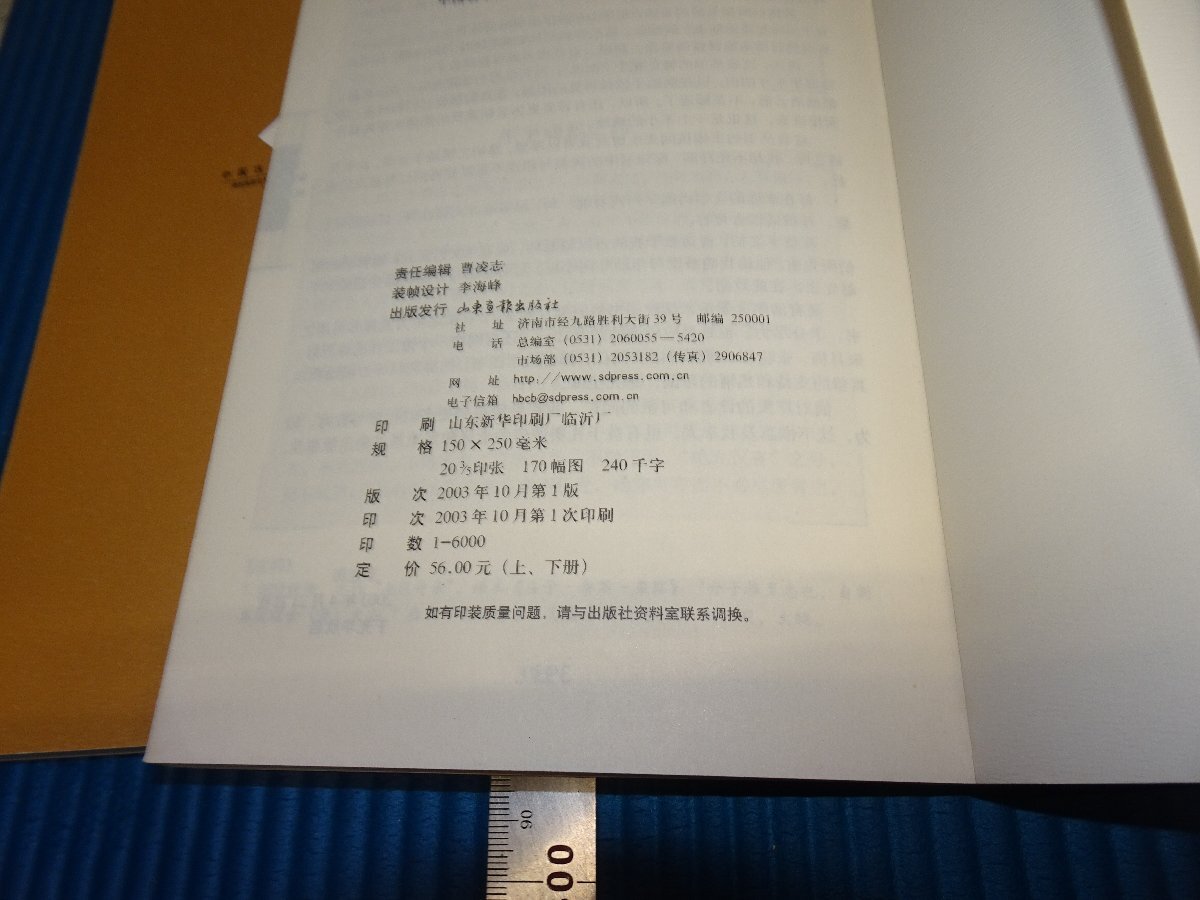 责任编辑 曹凌志
装帧设计 李海峰
出版发行 山东画报出版社
社 址 济南市经九路胜利大街39号 邮编 250001
电 话 总编室(0531)2060055—5420
市场部(0531)2053182(传真)2906847
网 址 http://www.sdpress.com.cn
电子信箱 hbcb@sdpress.com.cn
印 刷 山东新华印刷厂临沂厂
规 格 150×250毫米
20 3/5印张 170幅图 240千字
版 次 2003年10月第1版
印 次 2003年10月第1次印刷
印 数 1-6000
定 价 56.00元(上、下册)
如有印装质量问题,请与出版社资料室联系调换。
90
00